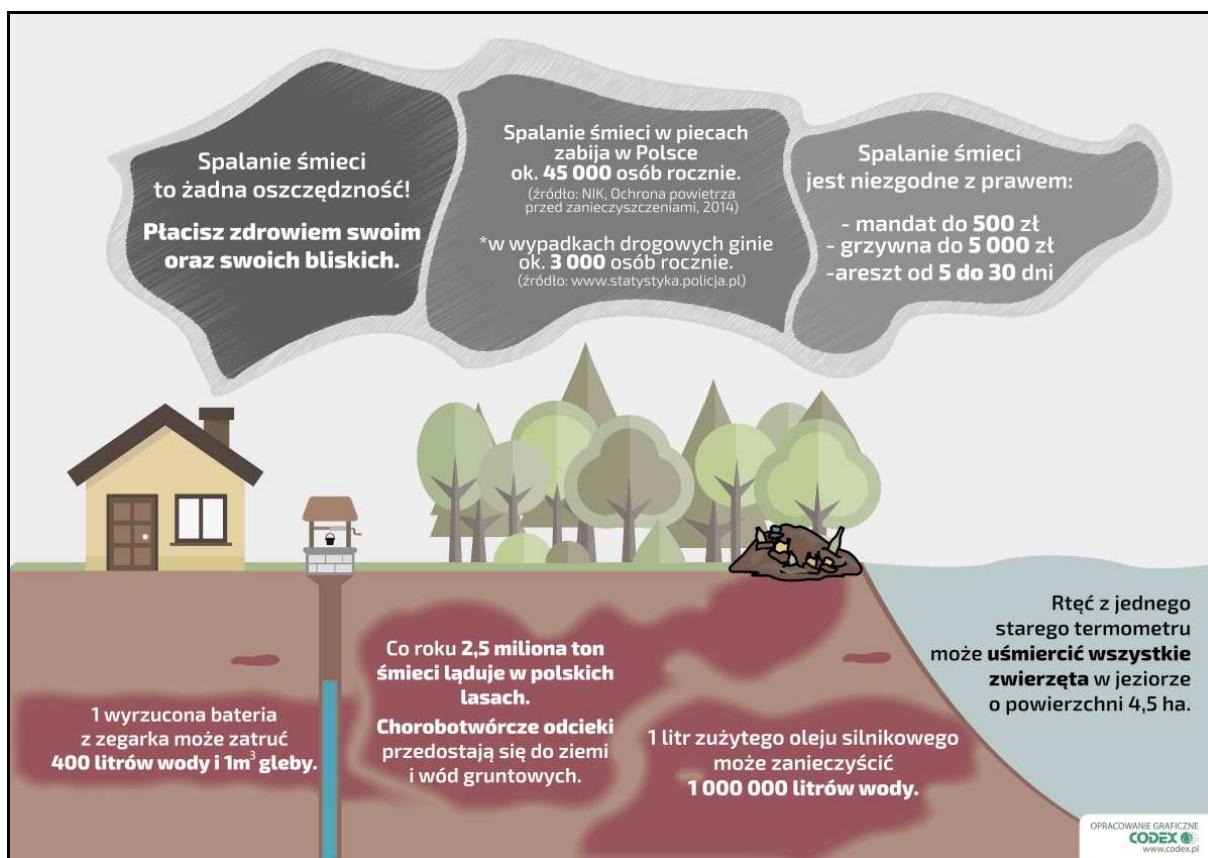 Spalanie śmieci
to żadna oszczędność!
Płacisz zdrowiem swoim
oraz swoich bliskich.
Spalanie śmieci w piecach
zabija w Polsce
ok. 45 000 osób rocznie.
(źródło: NIK, Ochrona powietrza
przed zanieczyszczeniami, 2014)
*w wypadkach drogowych ginie
ok. 3 000 osób rocznie.
(źródło: www.statystyka.policja.pl)
Spalanie śmieci
jest niezgodne z prawem:
- mandat do 500 zł
- grzywna do 5 000 zł
-areszt od 5 do 30 dni
1 wyrzucona bateria
z zegarka może zatruć
400 litrów wody i 1m³ gleby.
Co roku 2,5 miliona ton
śmieci ląduje w polskich
lasach.
Chorobotwórcze odcieki
przedostają się do ziemi
i wód gruntowych.
1 litr zużytego oleju silnikowego
może zanieczyścić
1 000 000 litrów wody.
Rtęć z jednego
starego termometru
może uśmiercić wszystkie
zwierzęta w jeziorze
o powierzchni 4,5 ha.
OPRACOWANIE GRAFICZNE
CODEX
www.codex.pl